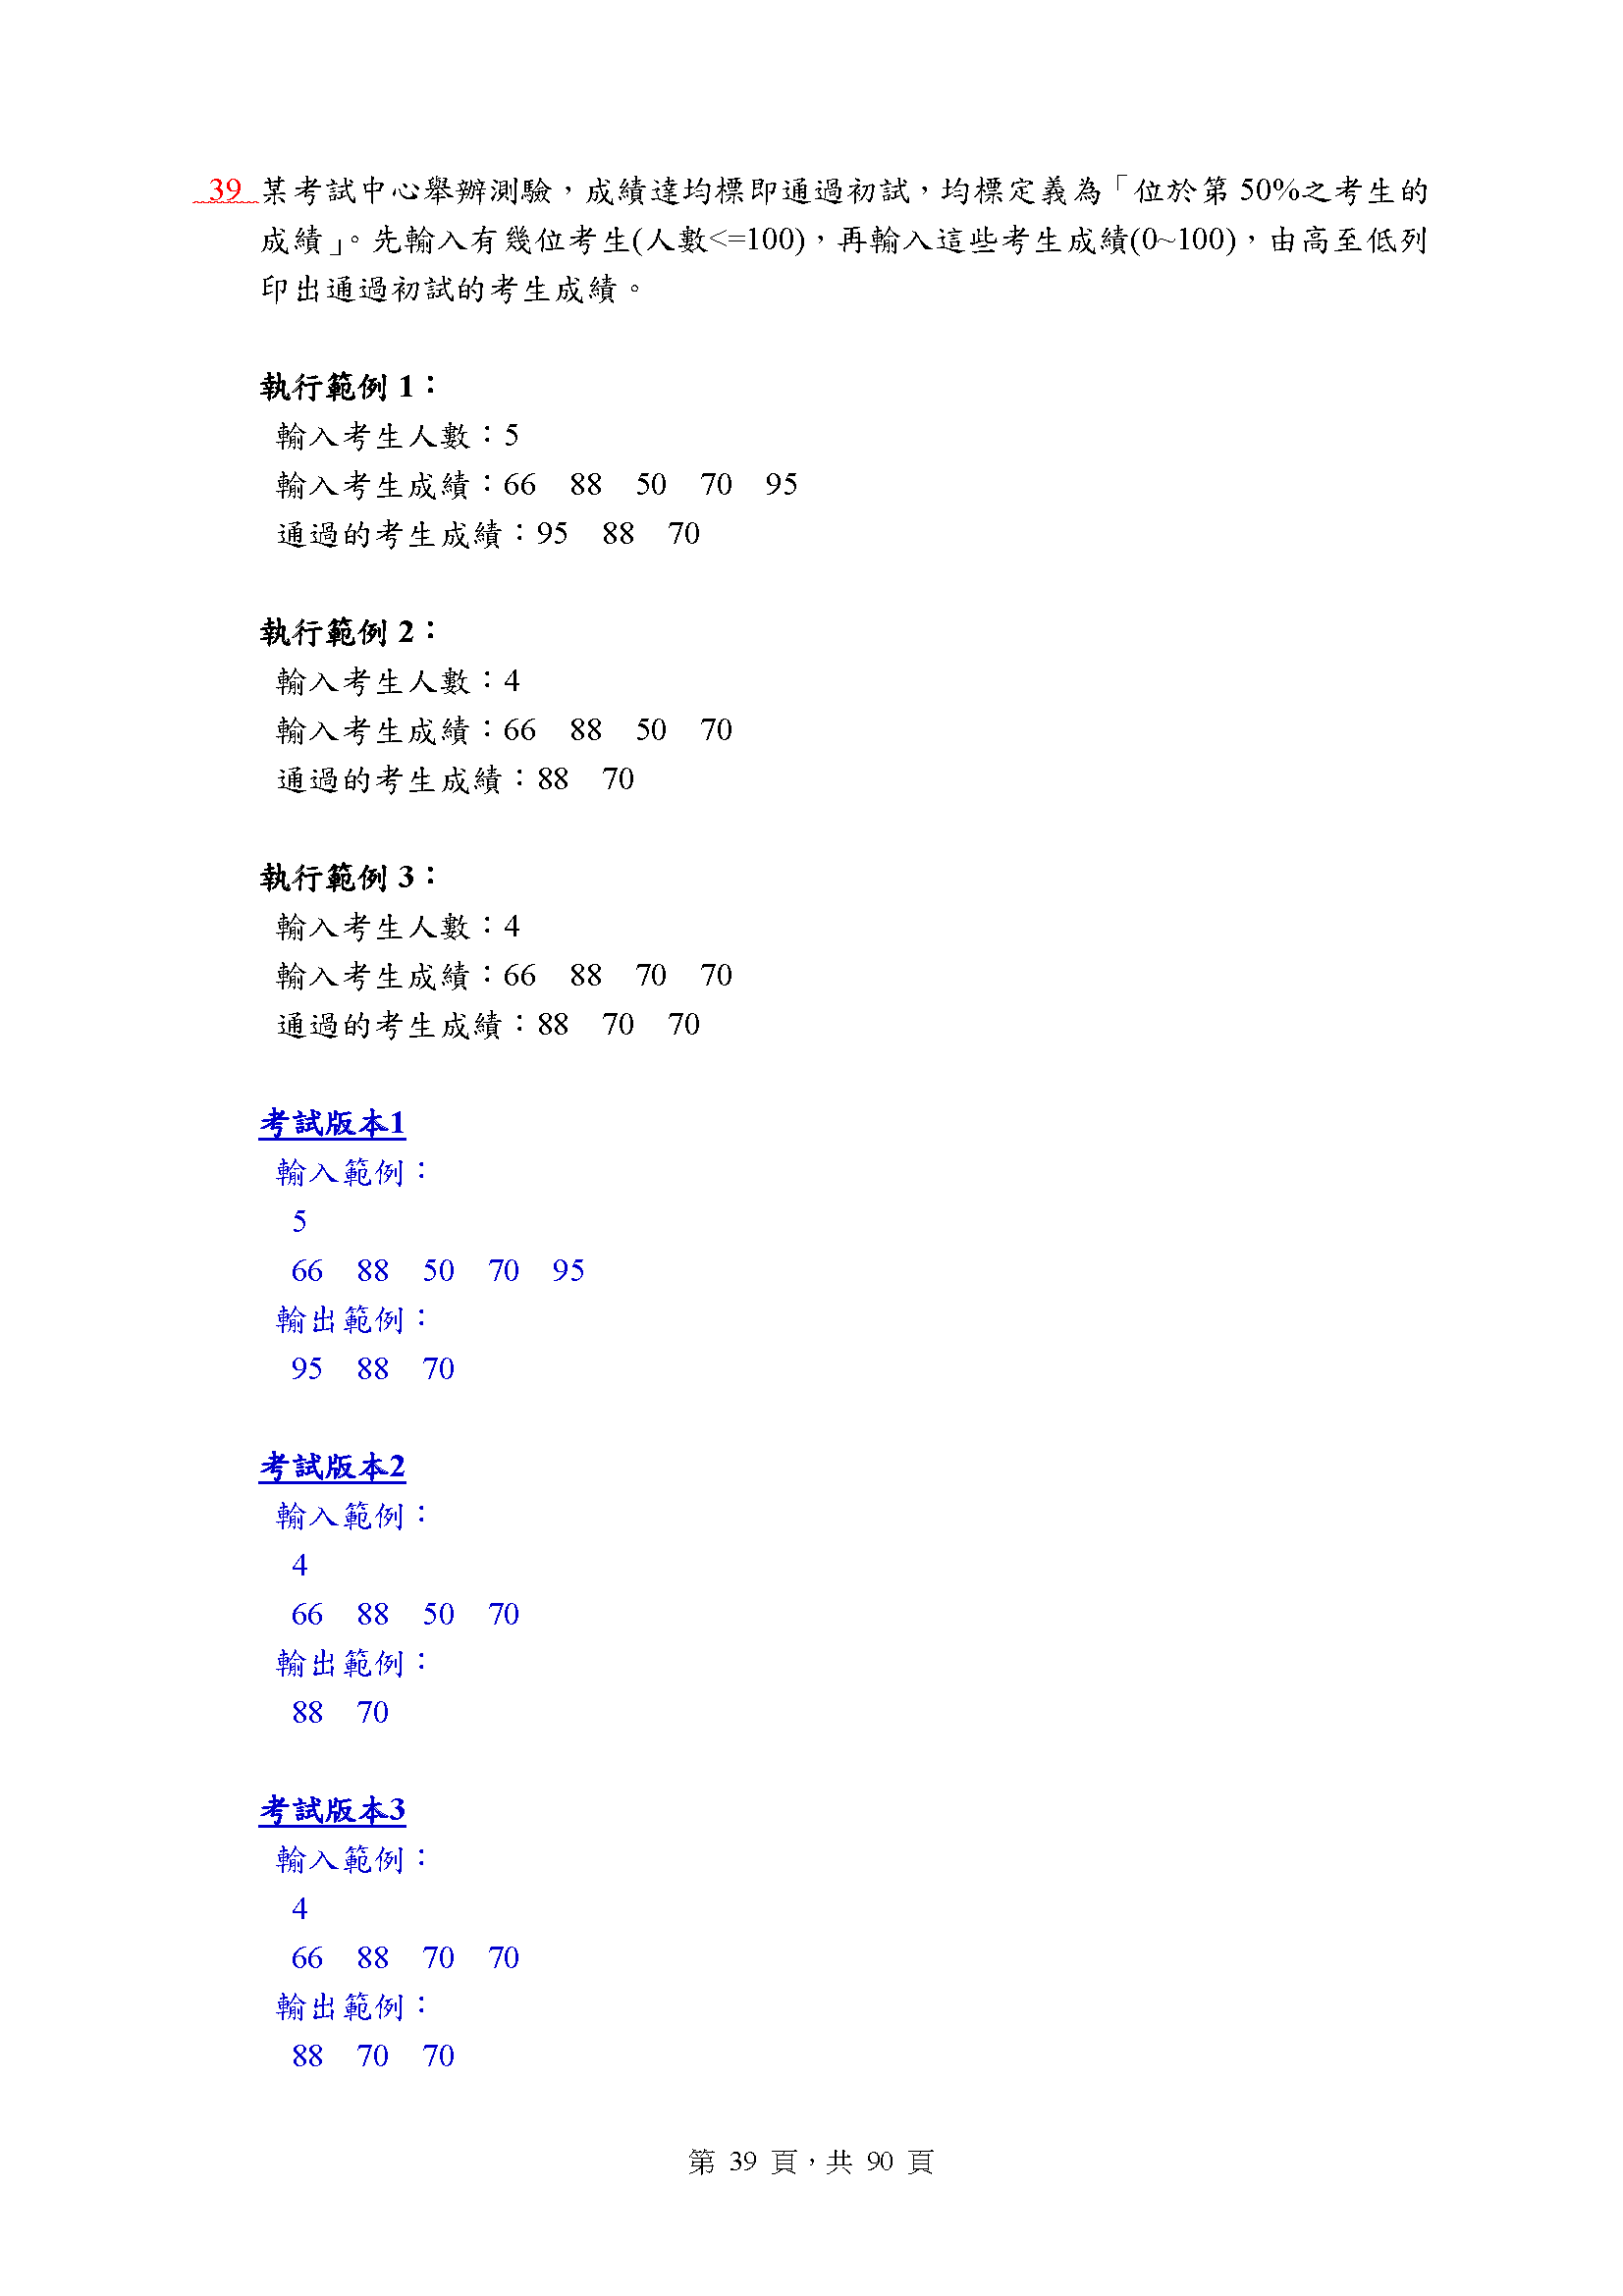 39 某考試中心舉辦測驗，成績達均標即通過初試，均標定義為「位於第 50%之考生的
成績」。先輸入有幾位考生(人數<=100)，再輸入這些考生成績(0~100)，由高至低列
印出通過初試的考生成績。
執行範例 1：
輸入考生人數：5
輸入考生成績：66 88 50 70 95
通過的考生成績：95 88 70
執行範例 2：
輸入考生人數：4
輸入考生成績：66 88 50 70
通過的考生成績：88 70
執行範例 3：
輸入考生人數：4
輸入考生成績：66 88 70 70
通過的考生成績：88 70 70
考試版本1
輸入範例：
5
66 88 50 70 95
輸出範例：
95 88 70
考試版本2
輸入範例：
4
66 88 50 70
輸出範例：
88 70
考試版本3
輸入範例：
4
66 88 70 70
輸出範例：
88 70 70
第 39 頁，共 90 頁